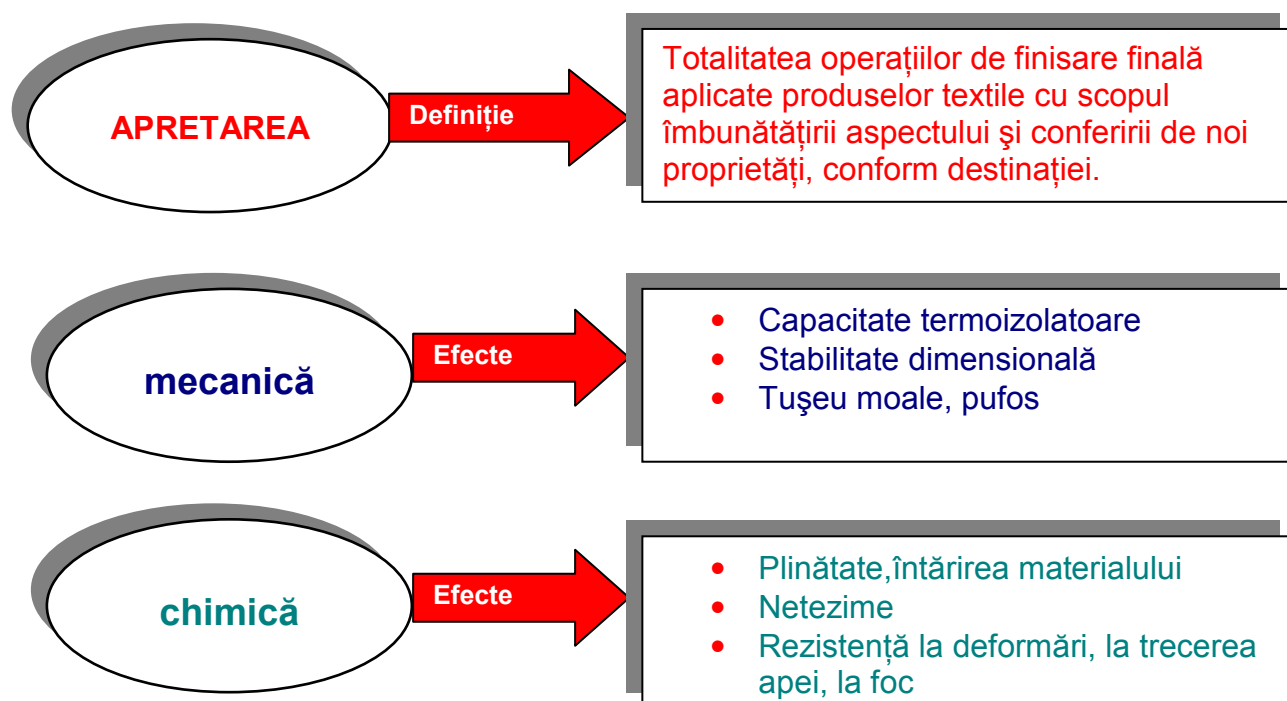 APRETAREA
Definiție
Totalitatea operațiilor de finisare finală
aplicate produselor textile cu scopul
îmbunătățirii aspectului şi conferirii de noi
proprietăți, conform destinației.
mecanică
Efecte
• Capacitate termoizolatoare
• Stabilitate dimensională
• Tuşeu moale, pufos
chimică
Efecte
• Plinătate,întărirea materialului
• Netezime
• Rezistență la deformări, la trecerea
apei, la foc